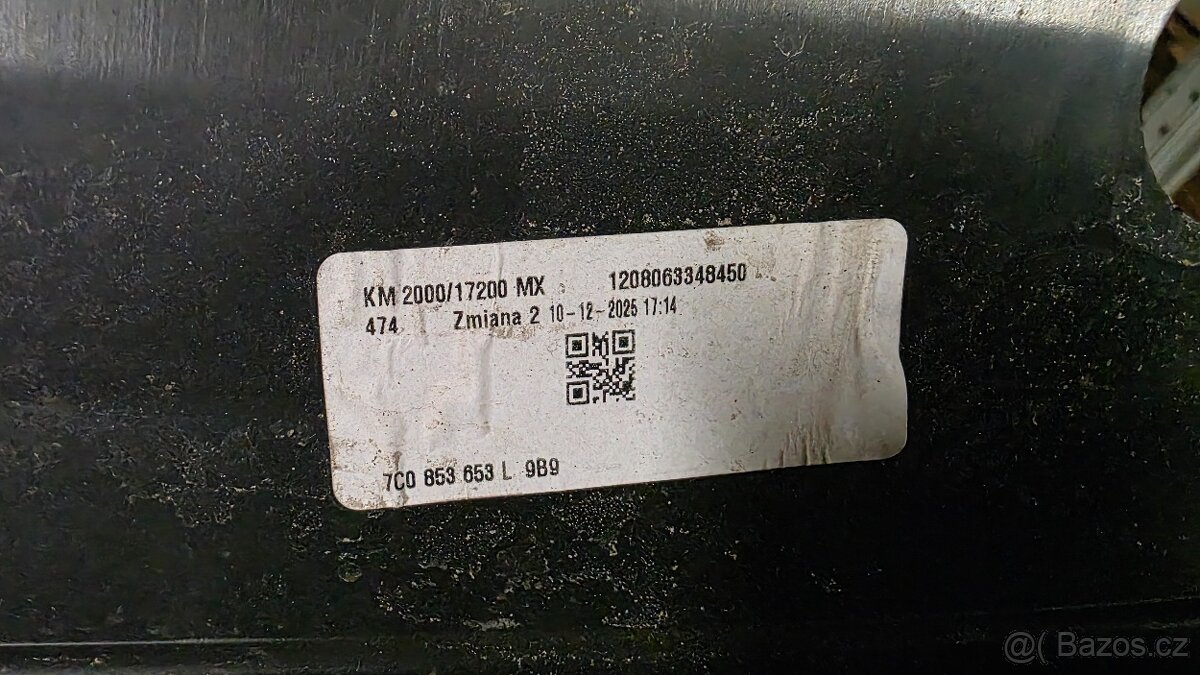 KM 2000/17200 MX 1208063348450
474 Zmiana 2 10-12-2025 17:14
7C0 853 653 L 9B9
@( Bazos.cz